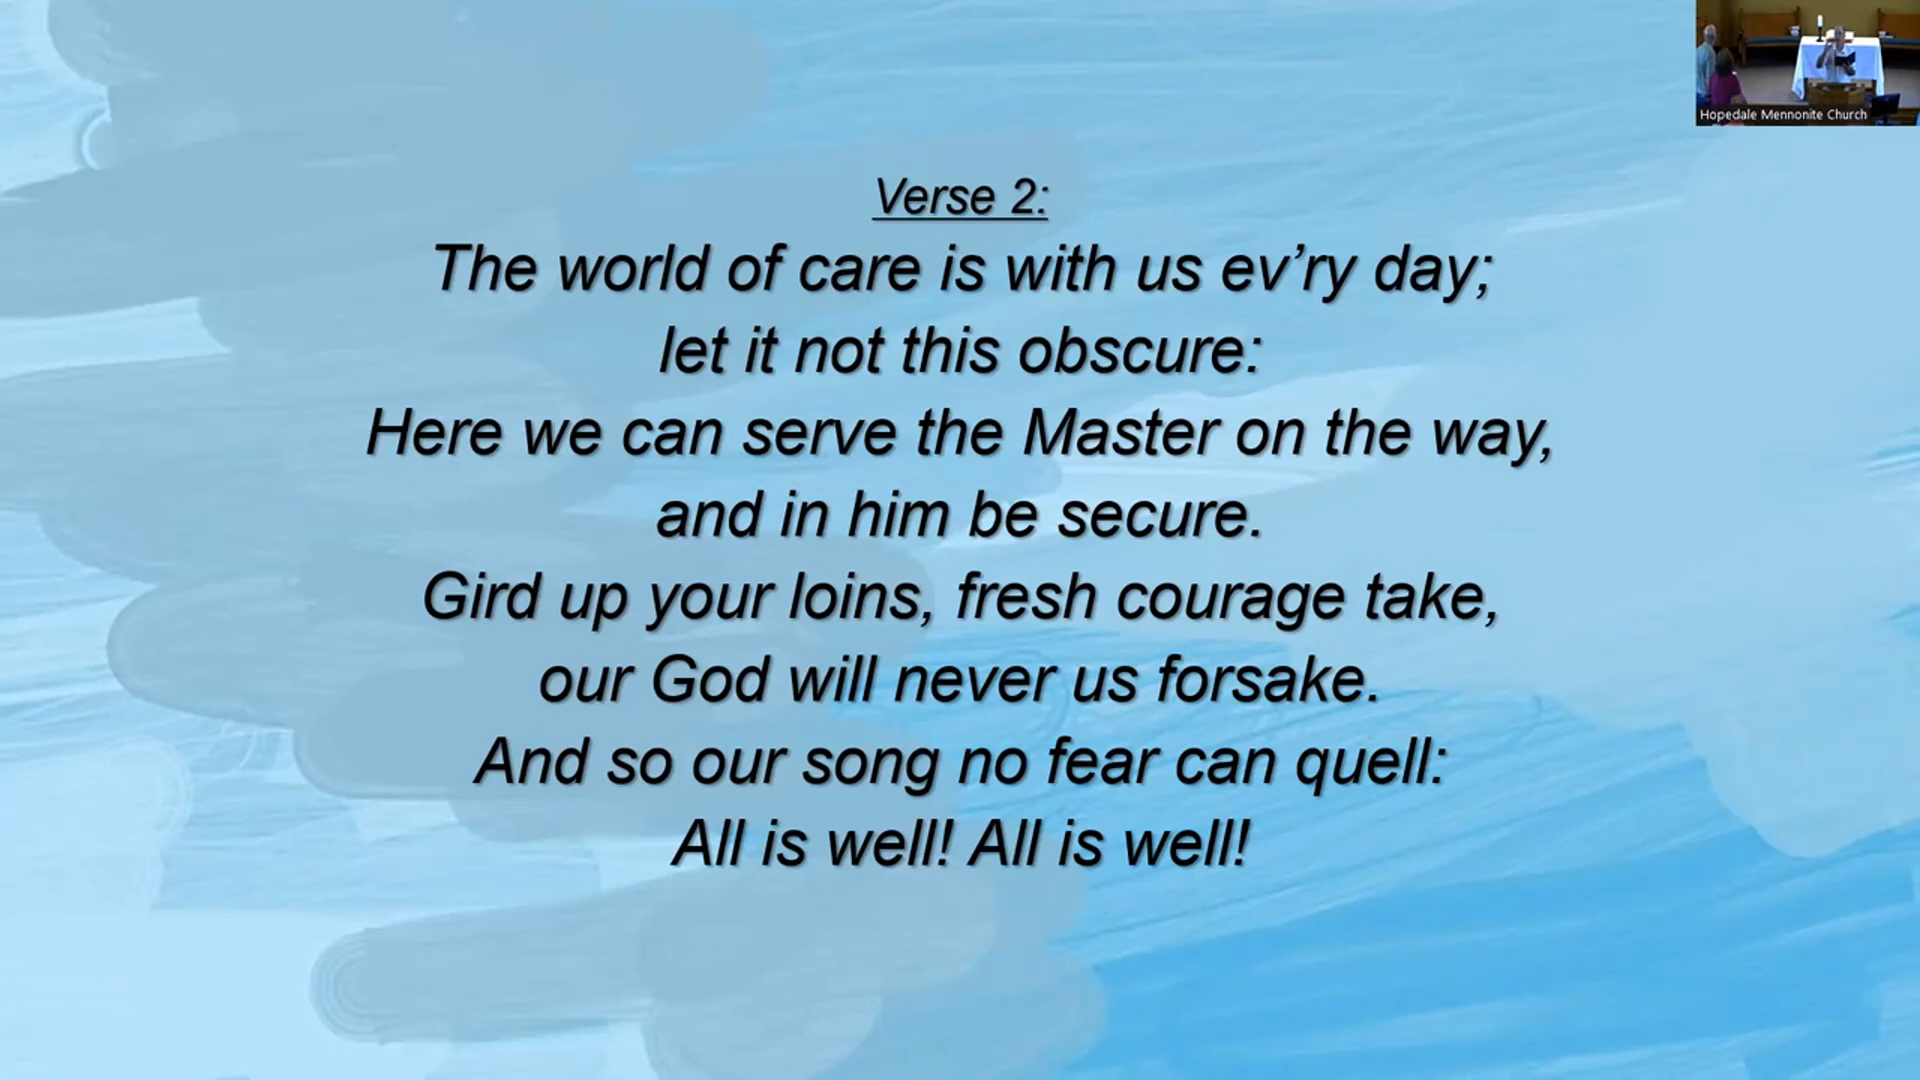 Hopedale Mennonite Church
Verse 2:
The world of care is with us ev’ry day;
let it not this obscure:
Here we can serve the Master on the way,
and in him be secure.
Gird up your loins, fresh courage take,
our God will never us forsake.
And so our song no fear can quell:
All is well! All is well!